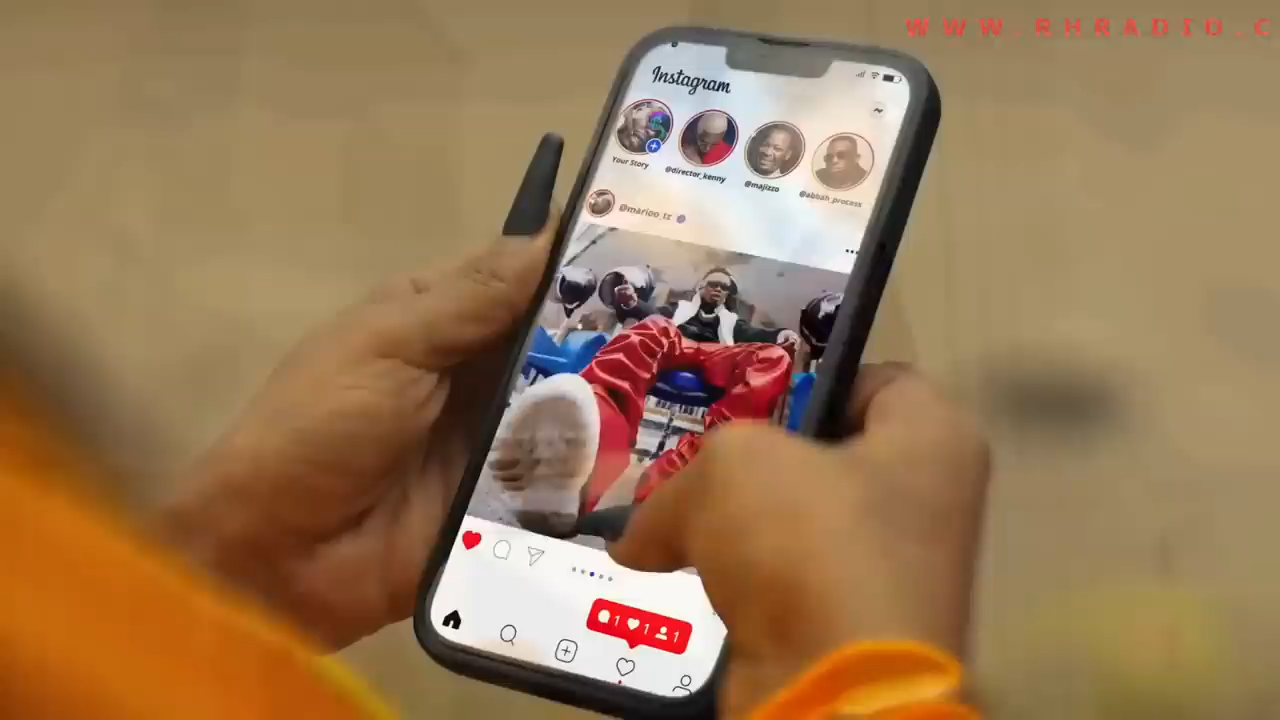 WWW.RHRADIO.C
Instagram
Your Story
@director_kenny
@majizzo
@abbah_process
@marioo_tz
1 1 1